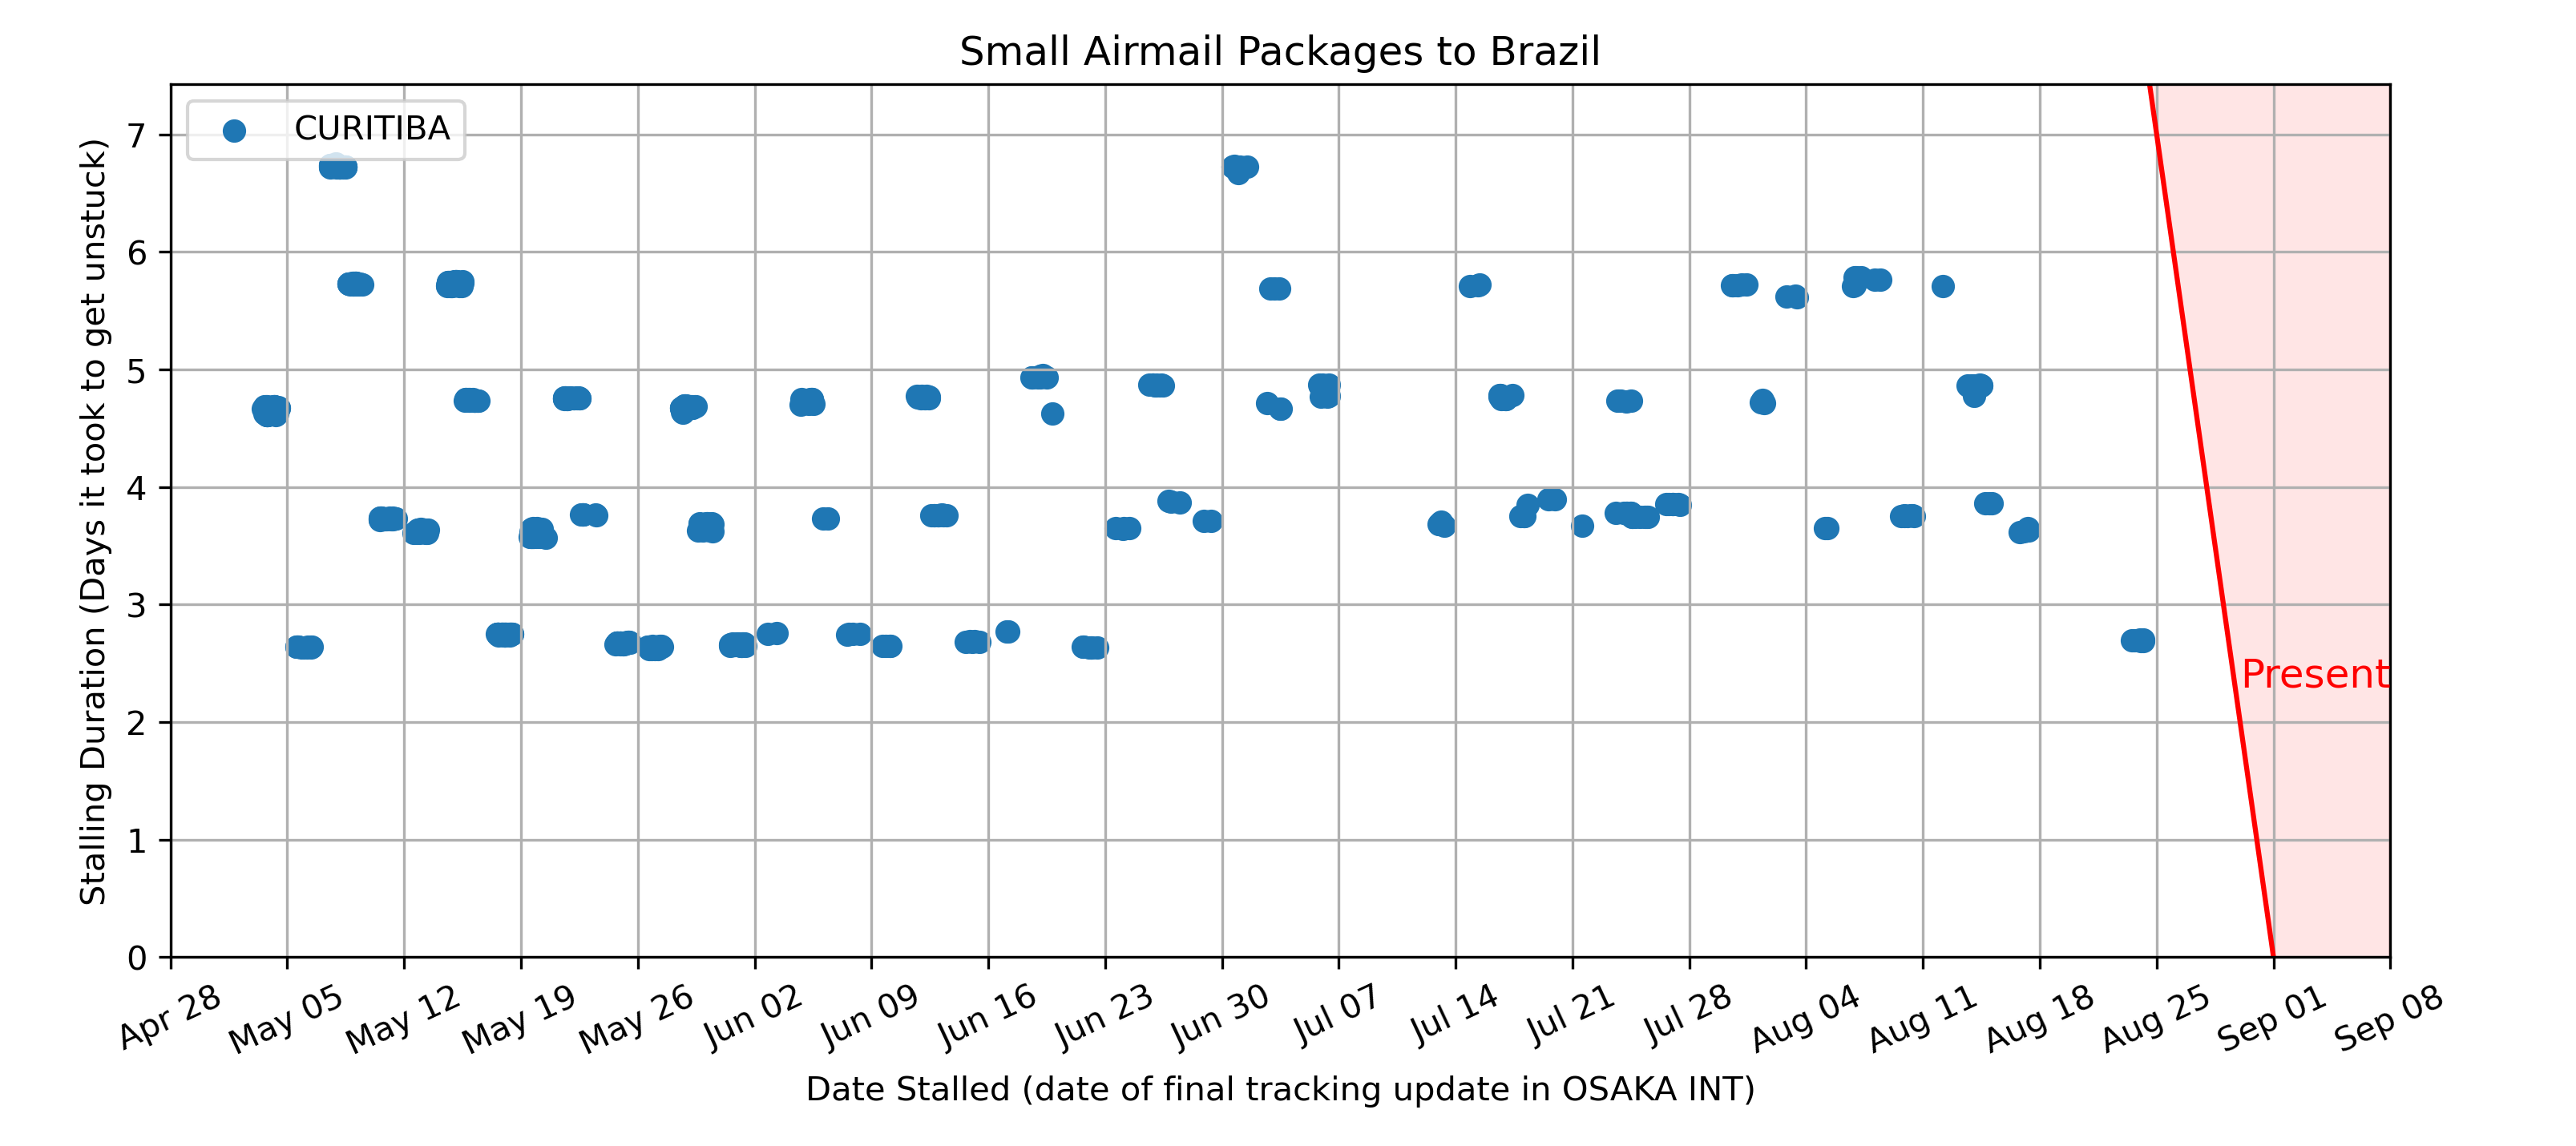 Small Airmail Packages to Brazil
CURITIBA
Stalling Duration (Days it took to get unstuck)
7
6
5
4
3
2
1
0
Present
Apr 28
May 05
May 12
May 19
May 26
Jun 02
Jun 09
Jun 16
Jun 23
Jun 30
Jul 07
Jul 14
Jul 21
Jul 28
Aug 04
Aug 11
Aug 18
Aug 25
Sep 01
Sep 08
Date Stalled (date of final tracking update in OSAKA INT)